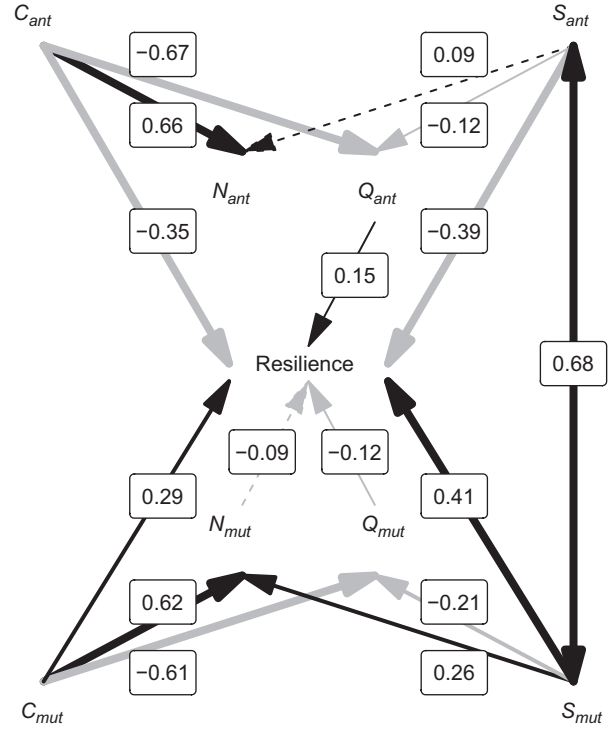 C_ant S_ant
−0.67 0.09
0.66 −0.12
N_ant Q_ant
−0.35 −0.39
0.15
Resilience
0.68
−0.09 −0.12
0.29 0.41
N_mut Q_mut
0.62 −0.21
−0.61 0.26
C_mut S_mut